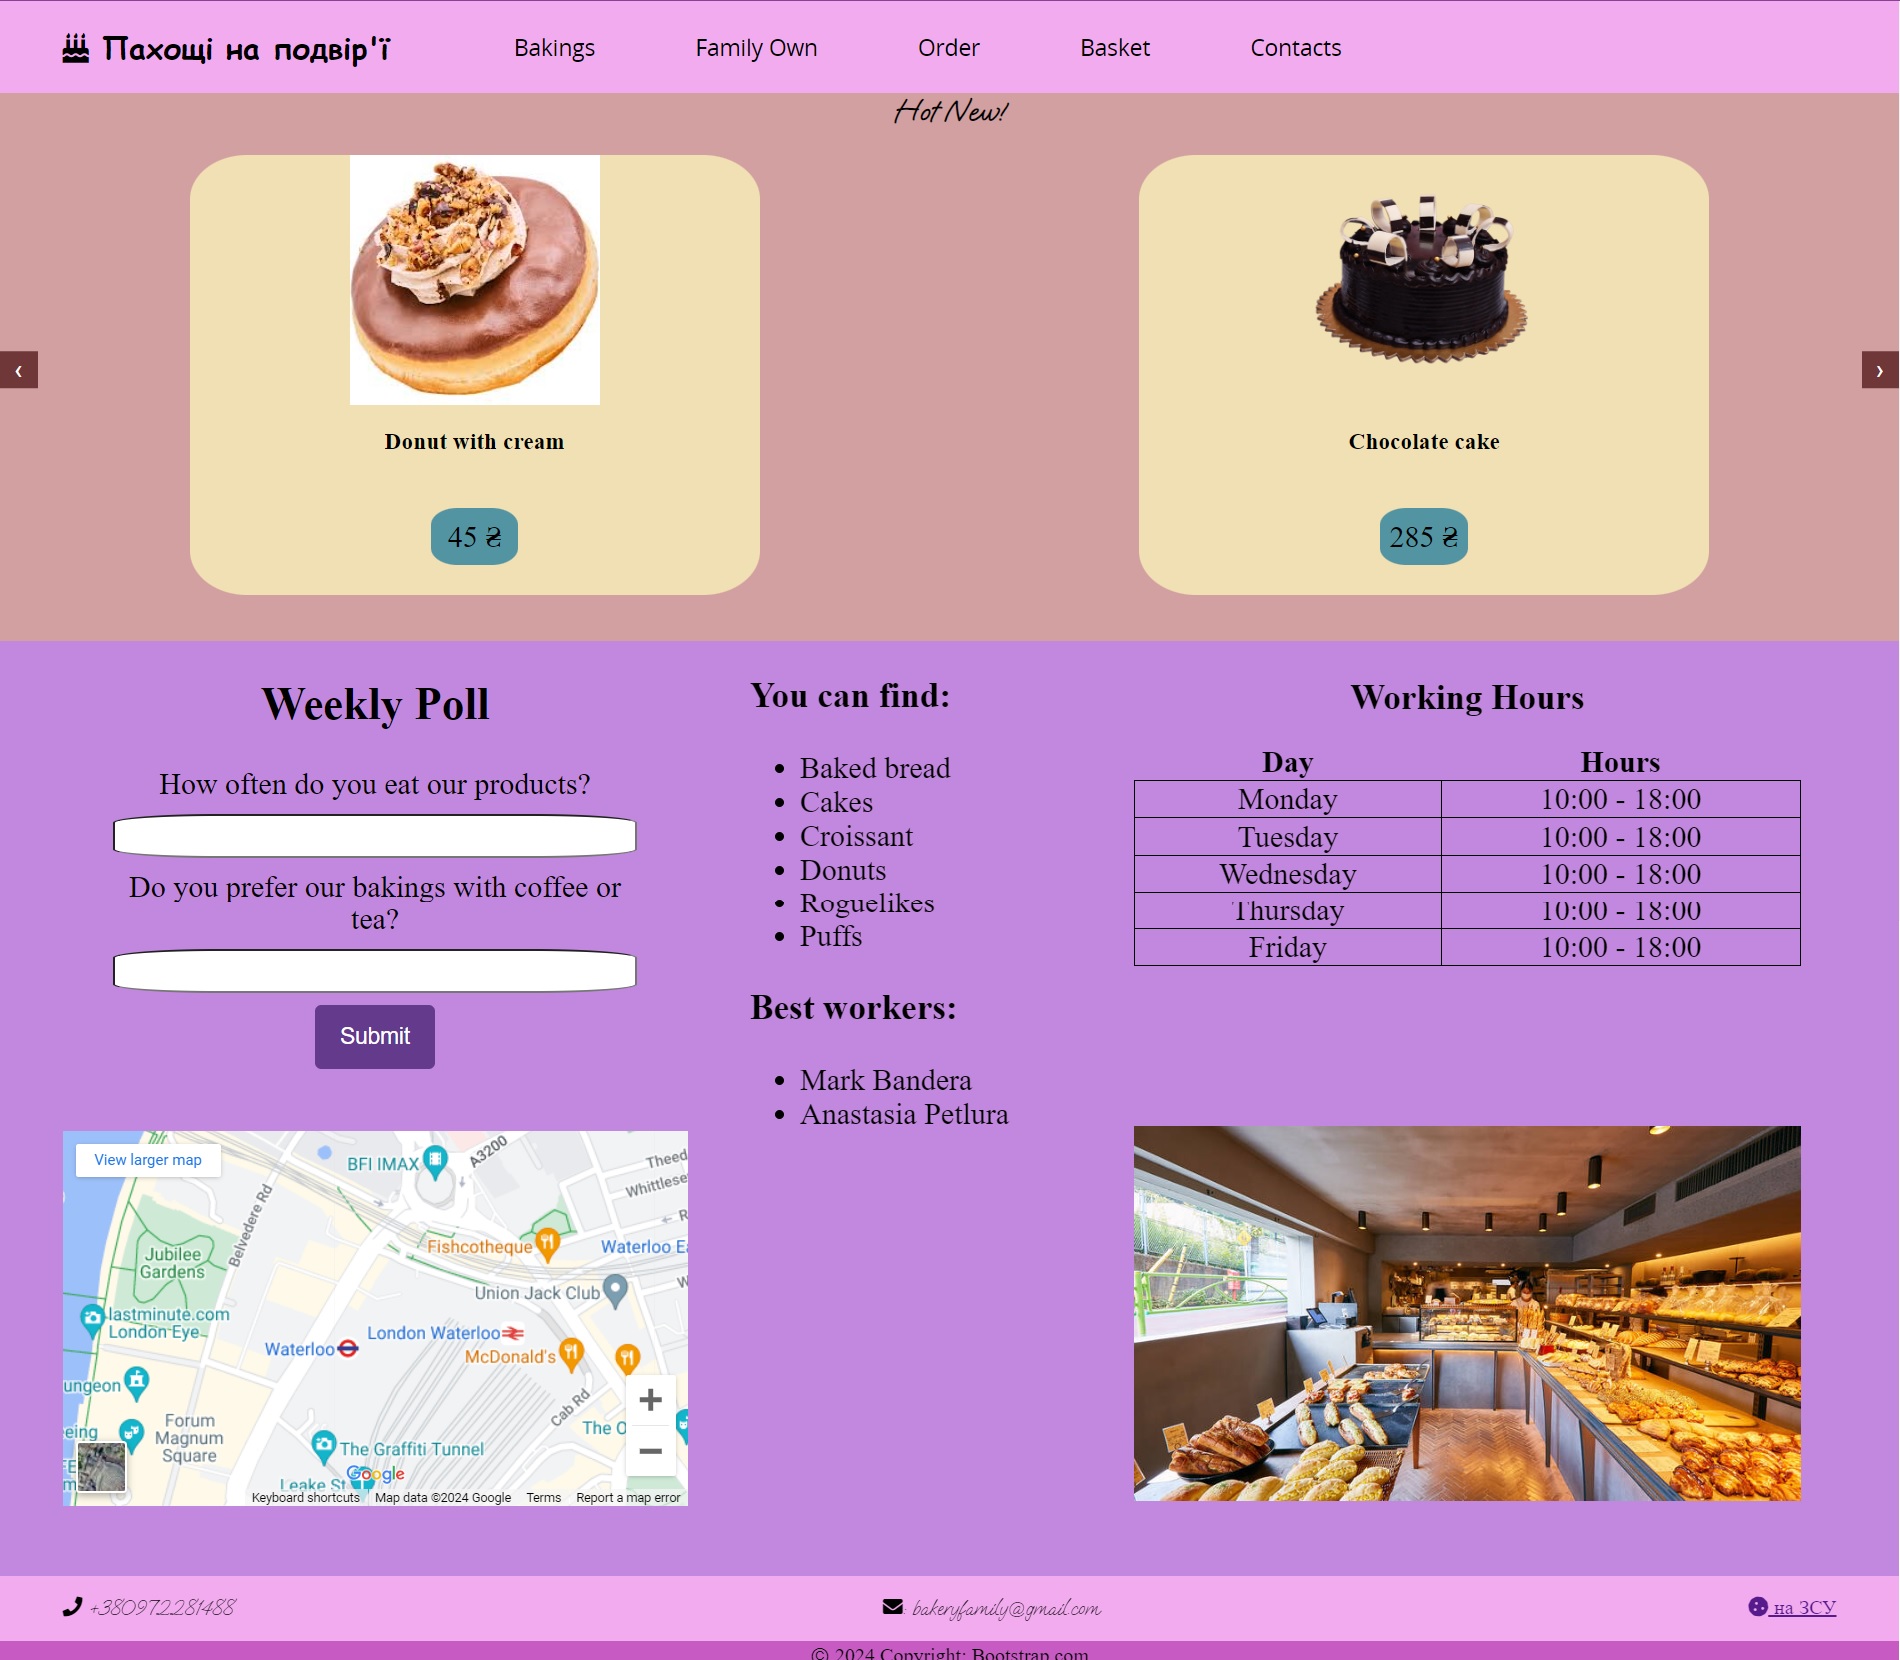 Пахощі на подвір'ї
Bakings
Family Own
Order
Basket
Contacts
Hot New!
‹
›
Donut with cream
45 ₴
Chocolate cake
285 ₴
Weekly Poll
How often do you eat our products?
Do you prefer our bakings with coffee or
tea?
Submit
You can find:
• Baked bread
• Cakes
• Croissant
• Donuts
• Roguelikes
• Puffs
Best workers:
• Mark Bandera
• Anastasia Petlura
Working Hours
Day Hours
Monday 10:00 - 18:00
Tuesday 10:00 - 18:00
Wednesday 10:00 - 18:00
Thursday 10:00 - 18:00
Friday 10:00 - 18:00
View larger map
BFI IMAX
A3200
Theed
Whittlese
Belvedere Rd
Jubilee
Gardens
Fishcotheque
Waterloo Ea
Union Jack Club
lastminute.com
London Eye
Waterloo
London Waterloo
McDonald's
ungeon
Cab Rd
Forum
Magnum
Square
eeing
The O
The Graffiti Tunnel
Leake St
Google
Keyboard shortcuts
Map data ©2024 Google
Terms
Report a map error
+380972281488
: bakeryfamily@gmail.com
на ЗСУ
© 2024 Copyright: Bootstrap.com